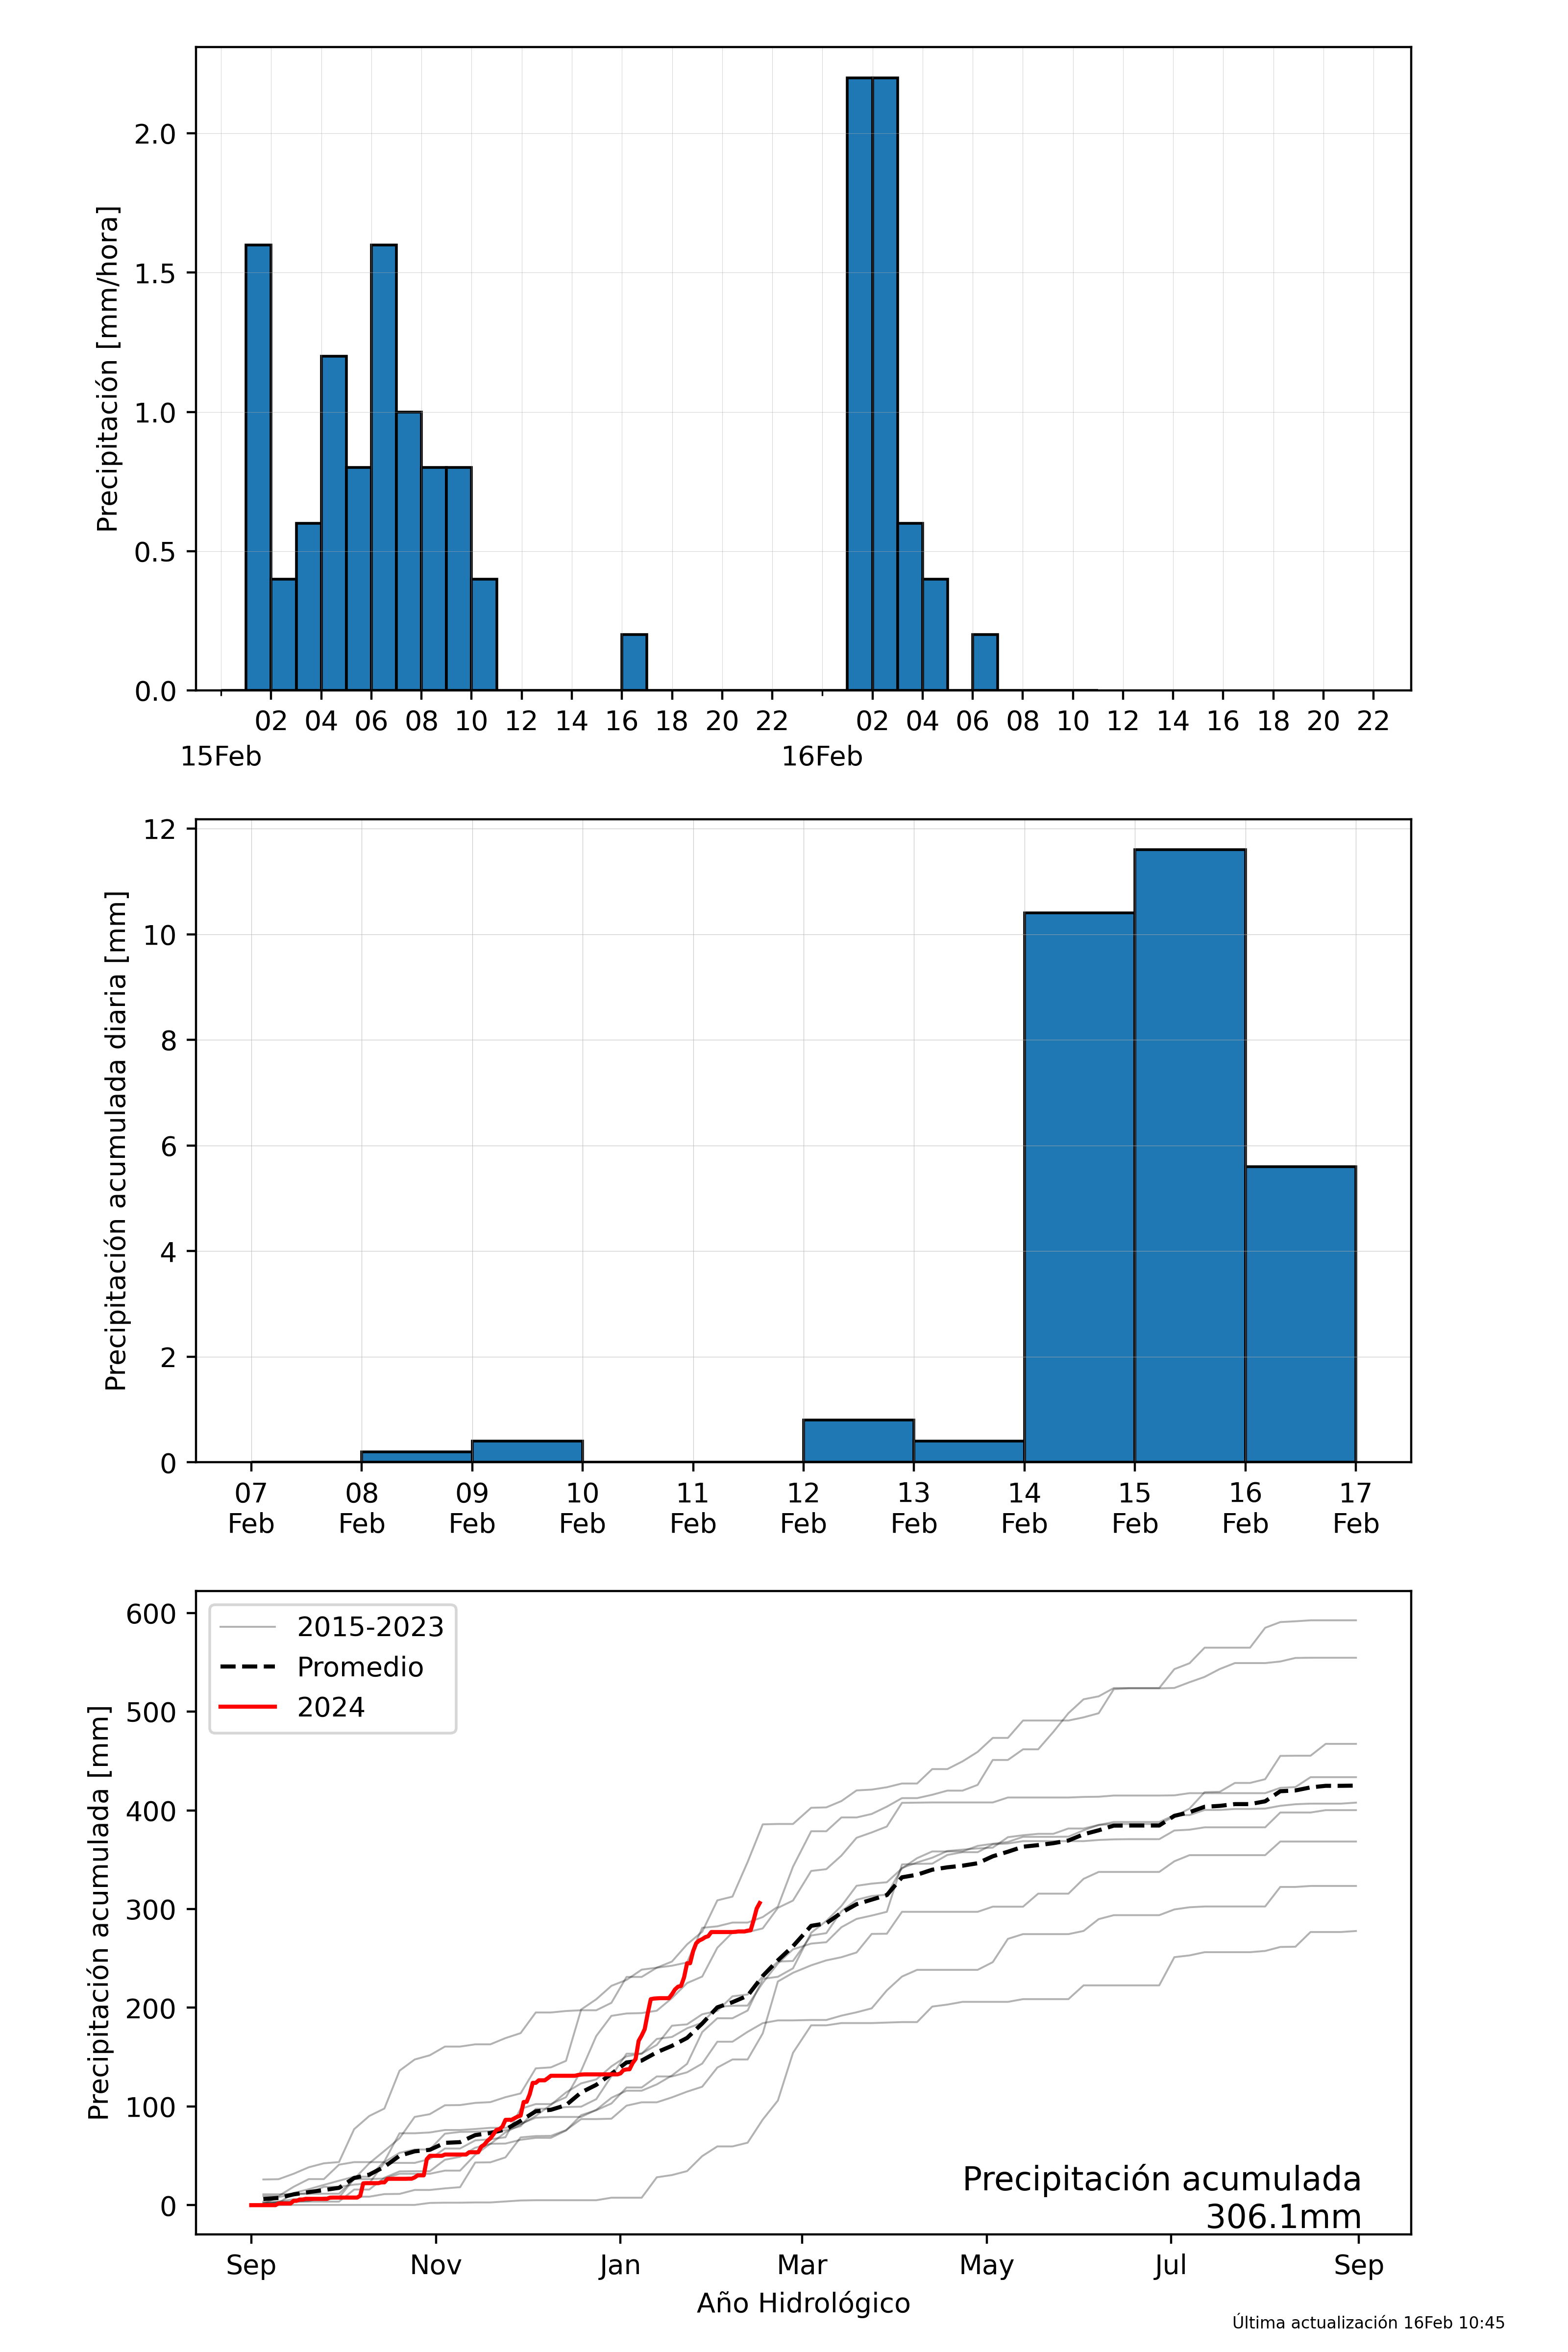 2.0
1.5
1.0
0.5
0.0
Precipitación [mm/hora]
02 04 06 08 10 12 14 16 18 20 22 02 04 06 08 10 12 14 16 18 20 22
15Feb 16Feb
12
10
8
6
4
2
0
Precipitación acumulada diaria [mm]
07 08 09 10 11 12 13 14 15 16 17
Feb Feb Feb Feb Feb Feb Feb Feb Feb Feb Feb
600
500
400
300
200
100
0
Precipitación acumulada [mm]
2015-2023
Promedio
2024
Precipitación acumulada
306.1mm
Sep Nov Jan Mar May Jul Sep
Año Hidrológico
Última actualización 16Feb 10:45